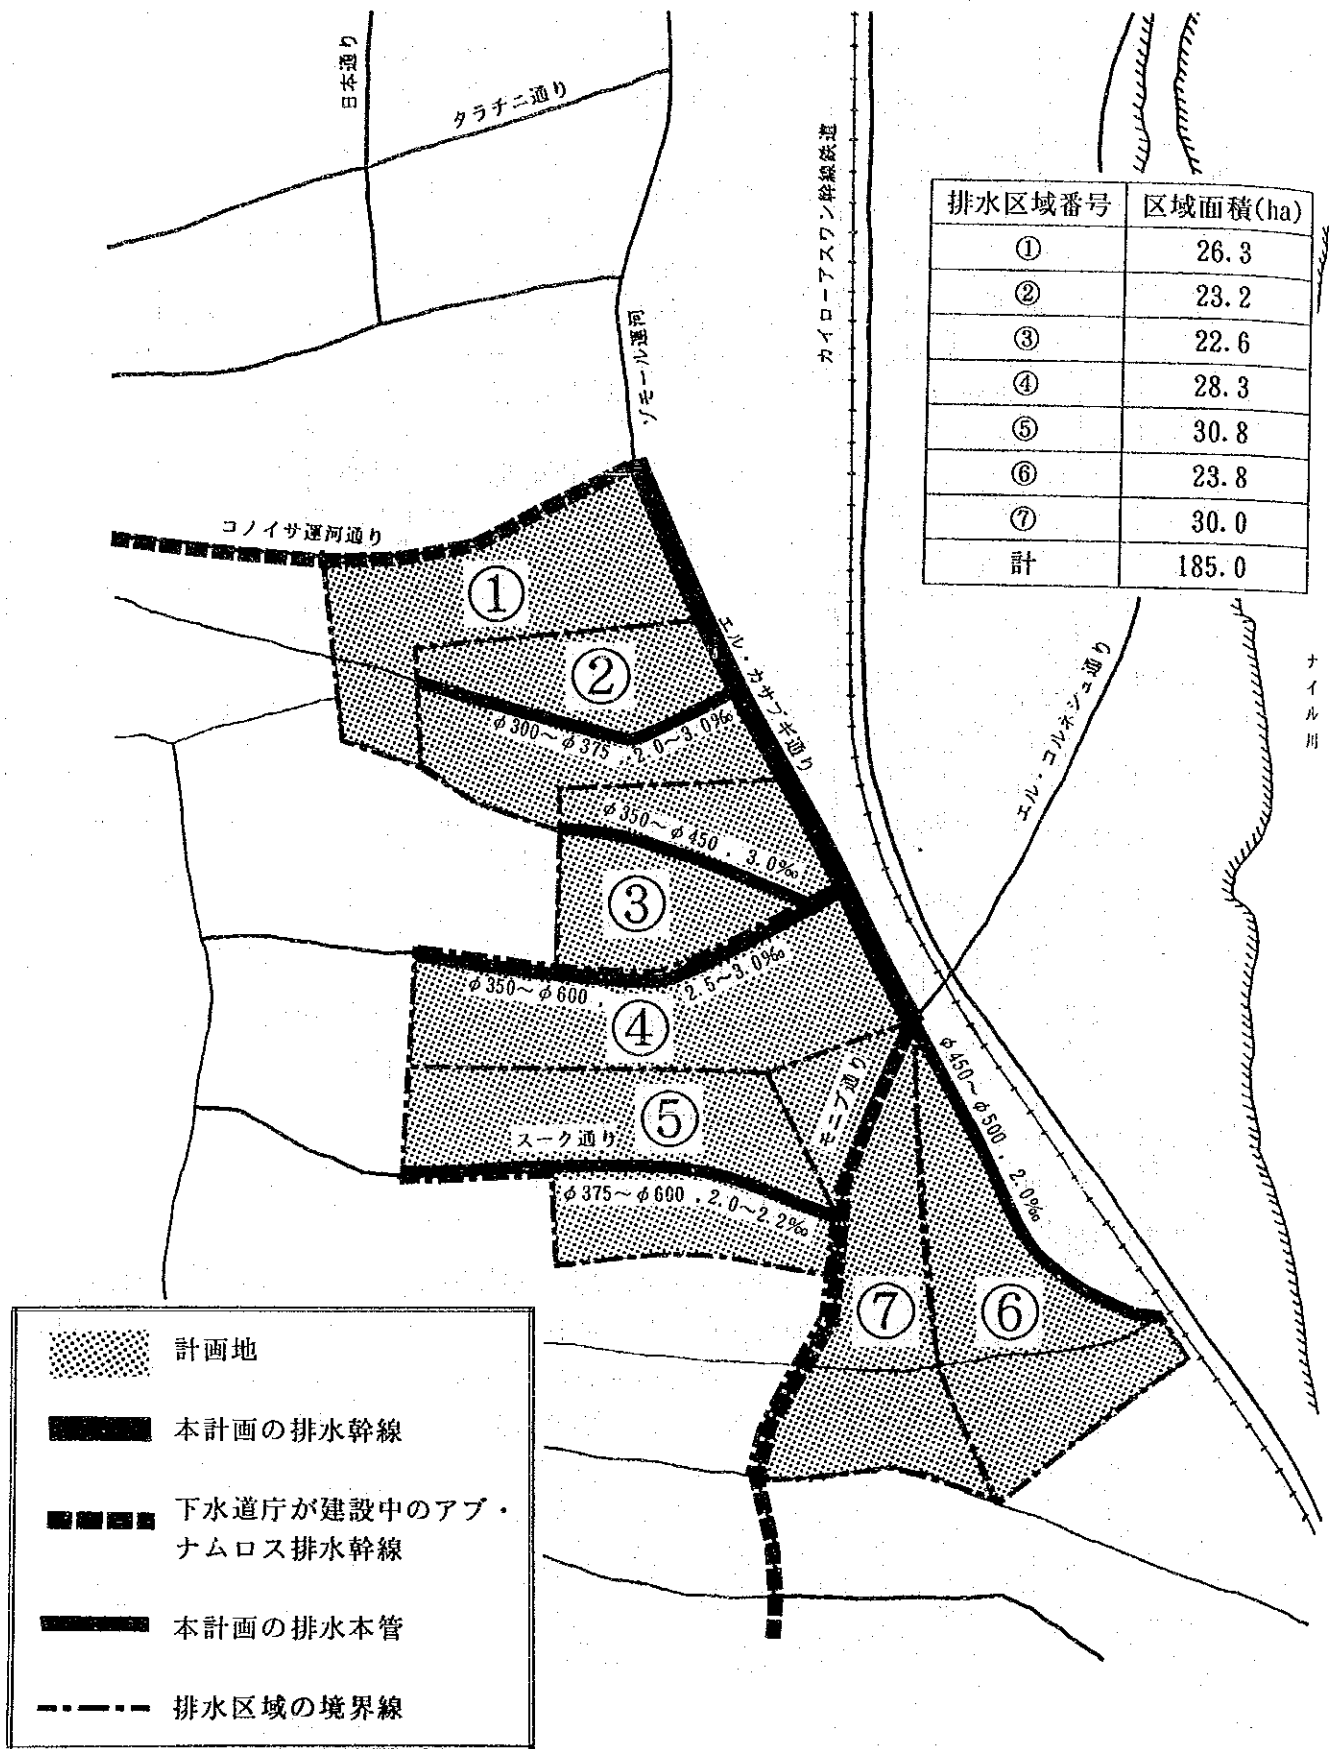 日本通り
タラチニ通り
カイローアスワン幹線鉄道
ゾモール運河
排水区域番号 区域面積(ha)
① 26.3
② 23.2
③ 22.6
④ 28.3
⑤ 30.8
⑥ 23.8
⑦ 30.0
計 185.0
コノイサ運河通り
①
エル・カサブギ通り
②
φ300～φ375 . 2.0～3.0‰
エル・コルネシュ通り
ナイル川
φ350～φ450 . 3.0‰
③
φ350～φ600 . 2.5～3.0‰
④
モニブ通り
φ450～φ500 . 2.0‰
⑤
スーク通り
φ375～φ600 . 2.0～2.2‰
⑦
⑥
計画地
本計画の排水幹線
下水道庁が建設中のアブ・
ナムロス排水幹線
本計画の排水本管
排水区域の境界線